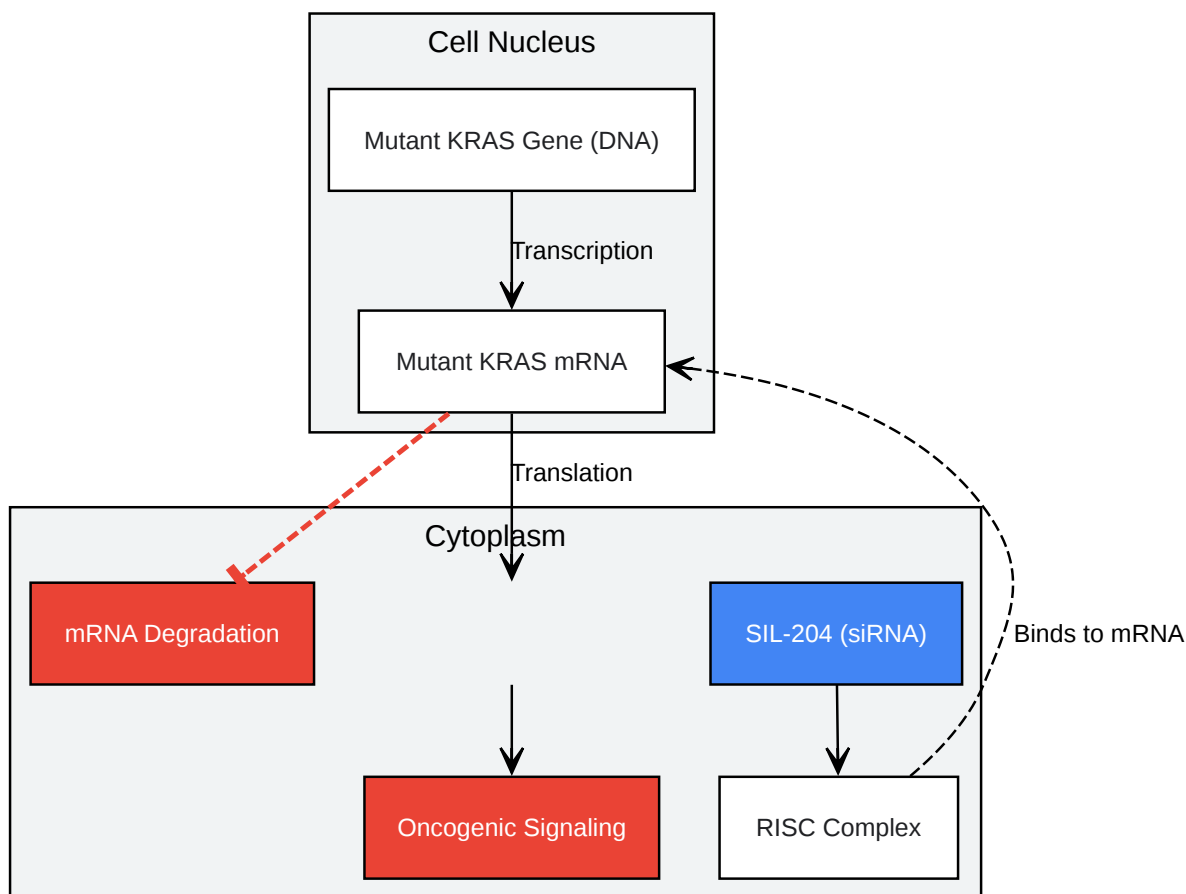 Cell Nucleus
Mutant KRAS Gene (DNA)
Transcription
Mutant KRAS mRNA
Translation
Cytoplasm
mRNA Degradation
SIL-204 (siRNA)
Binds to mRNA
Oncogenic Signaling
RISC Complex